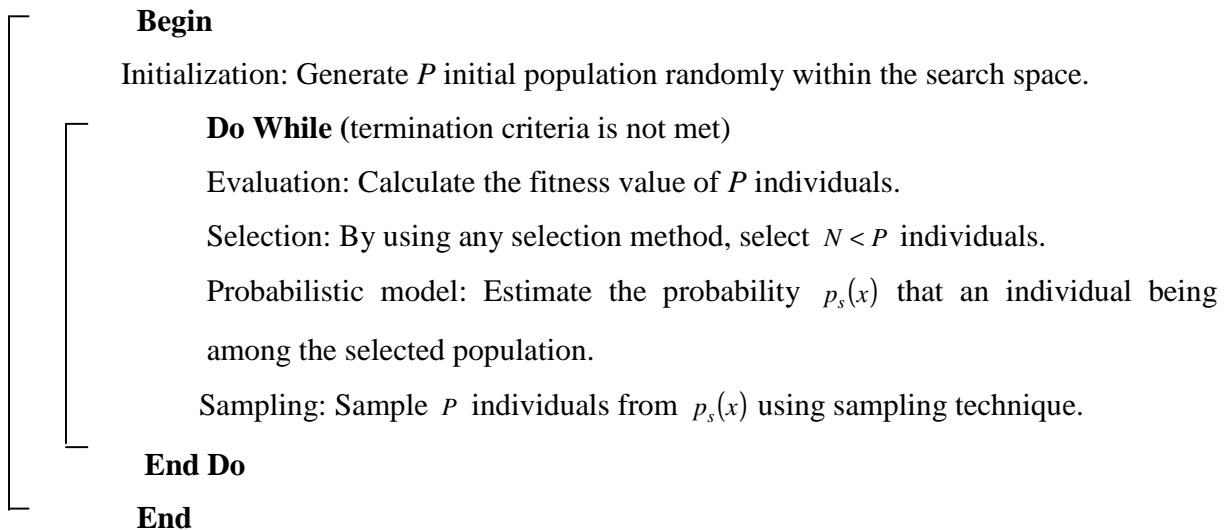 Begin
Initialization: Generate P initial population randomly within the search space.
Do While (termination criteria is not met)
Evaluation: Calculate the fitness value of P individuals.
Selection: By using any selection method, select N < P individuals.
Probabilistic model: Estimate the probability pₛ(x) that an individual being
among the selected population.
Sampling: Sample P individuals from pₛ(x) using sampling technique.
End Do
End